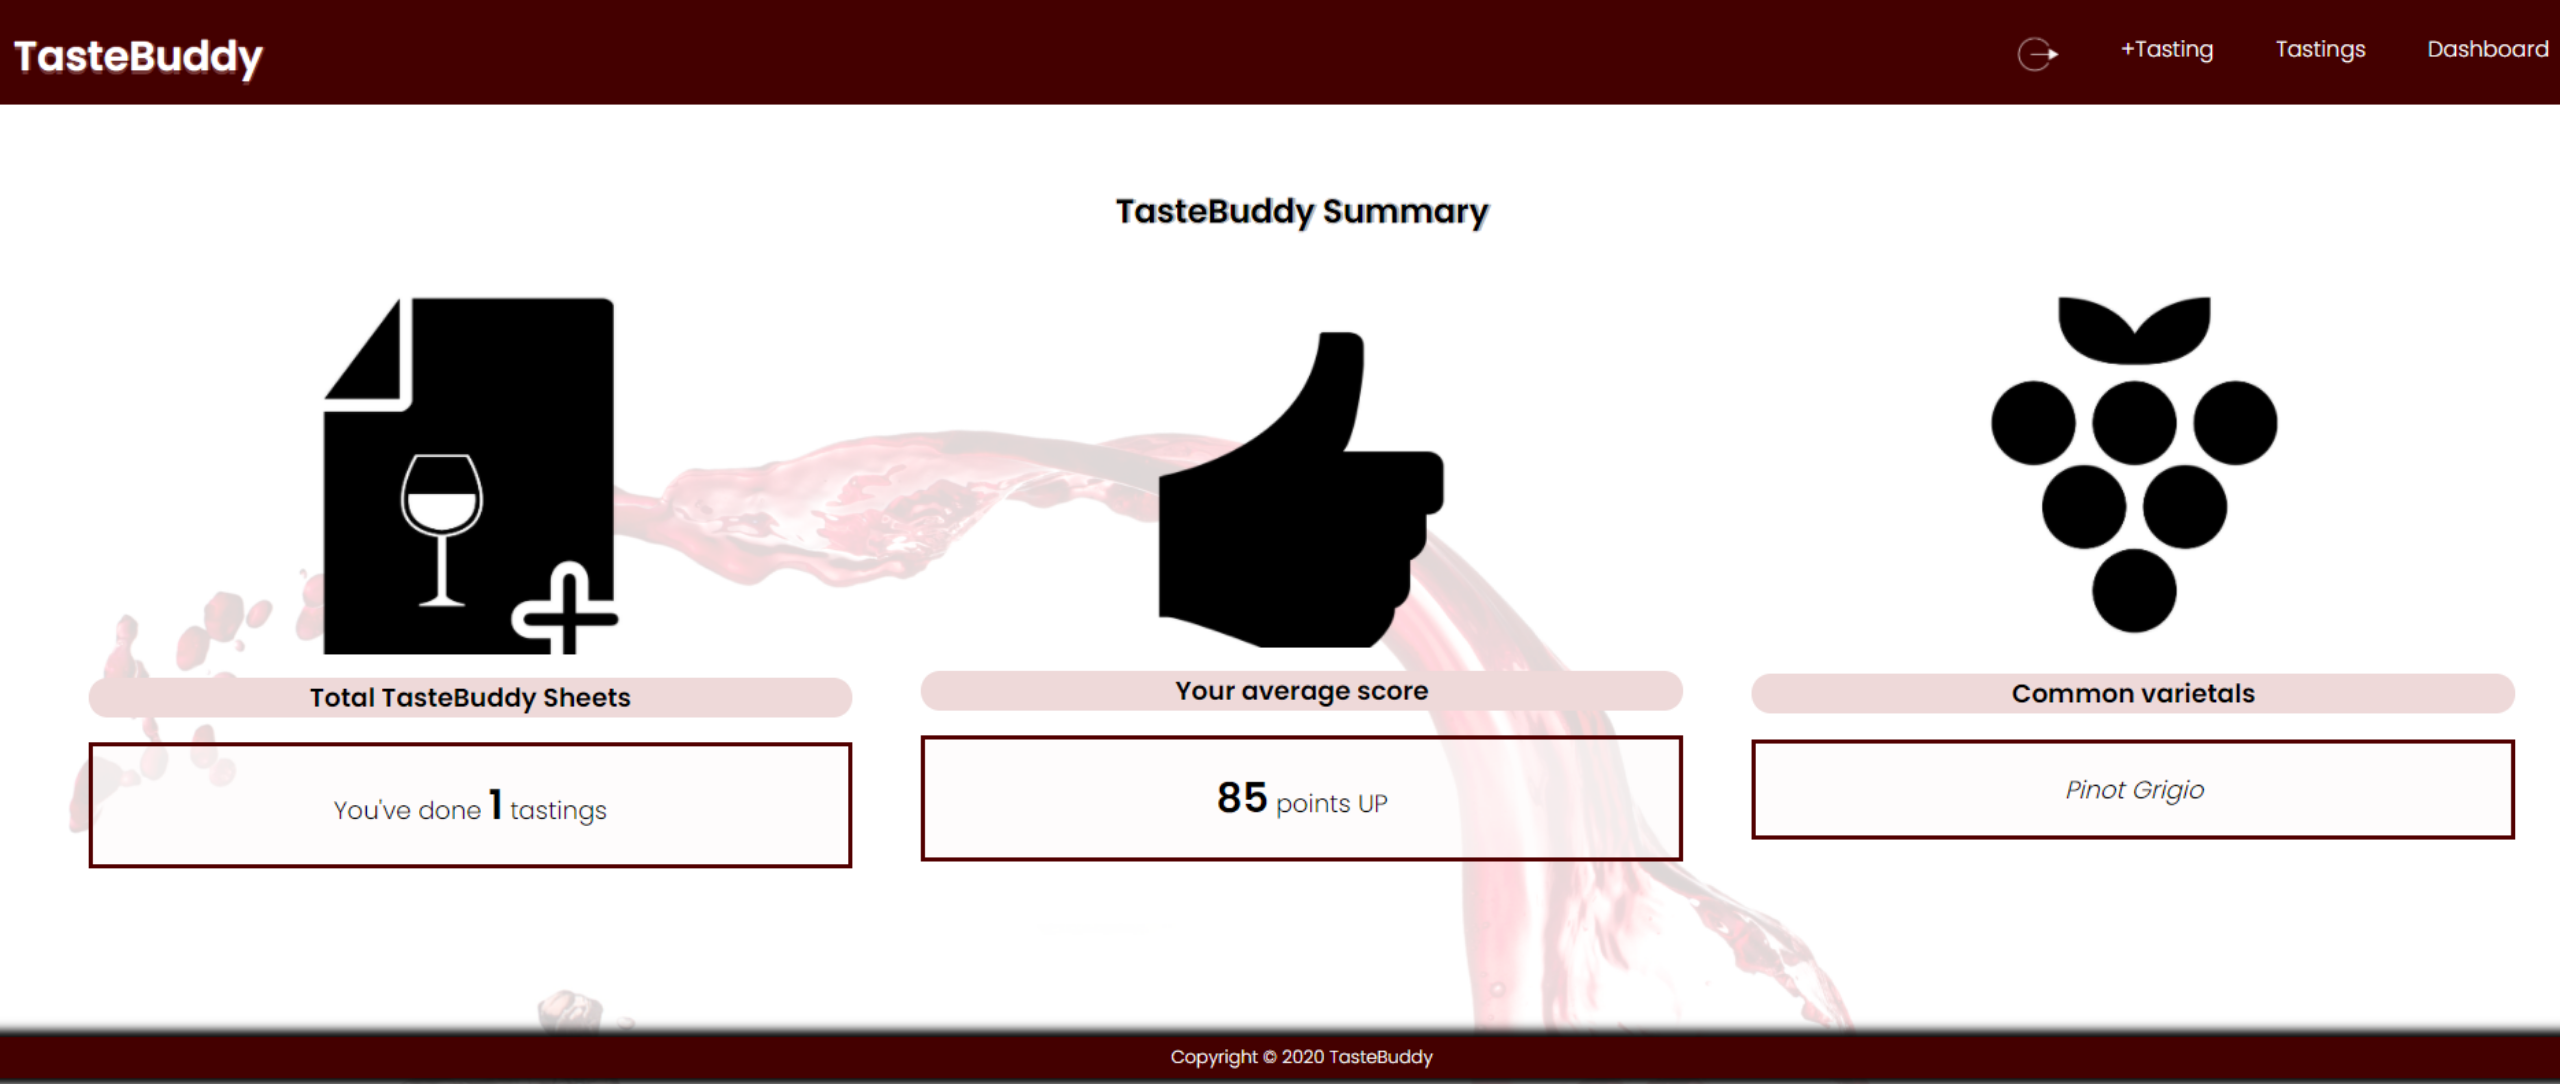 TasteBuddy
+Tasting
Tastings
Dashboard
TasteBuddy Summary
Total TasteBuddy Sheets
You've done 1 tastings
Your average score
85 points UP
Common varietals
Pinot Grigio
Copyright © 2020 TasteBuddy